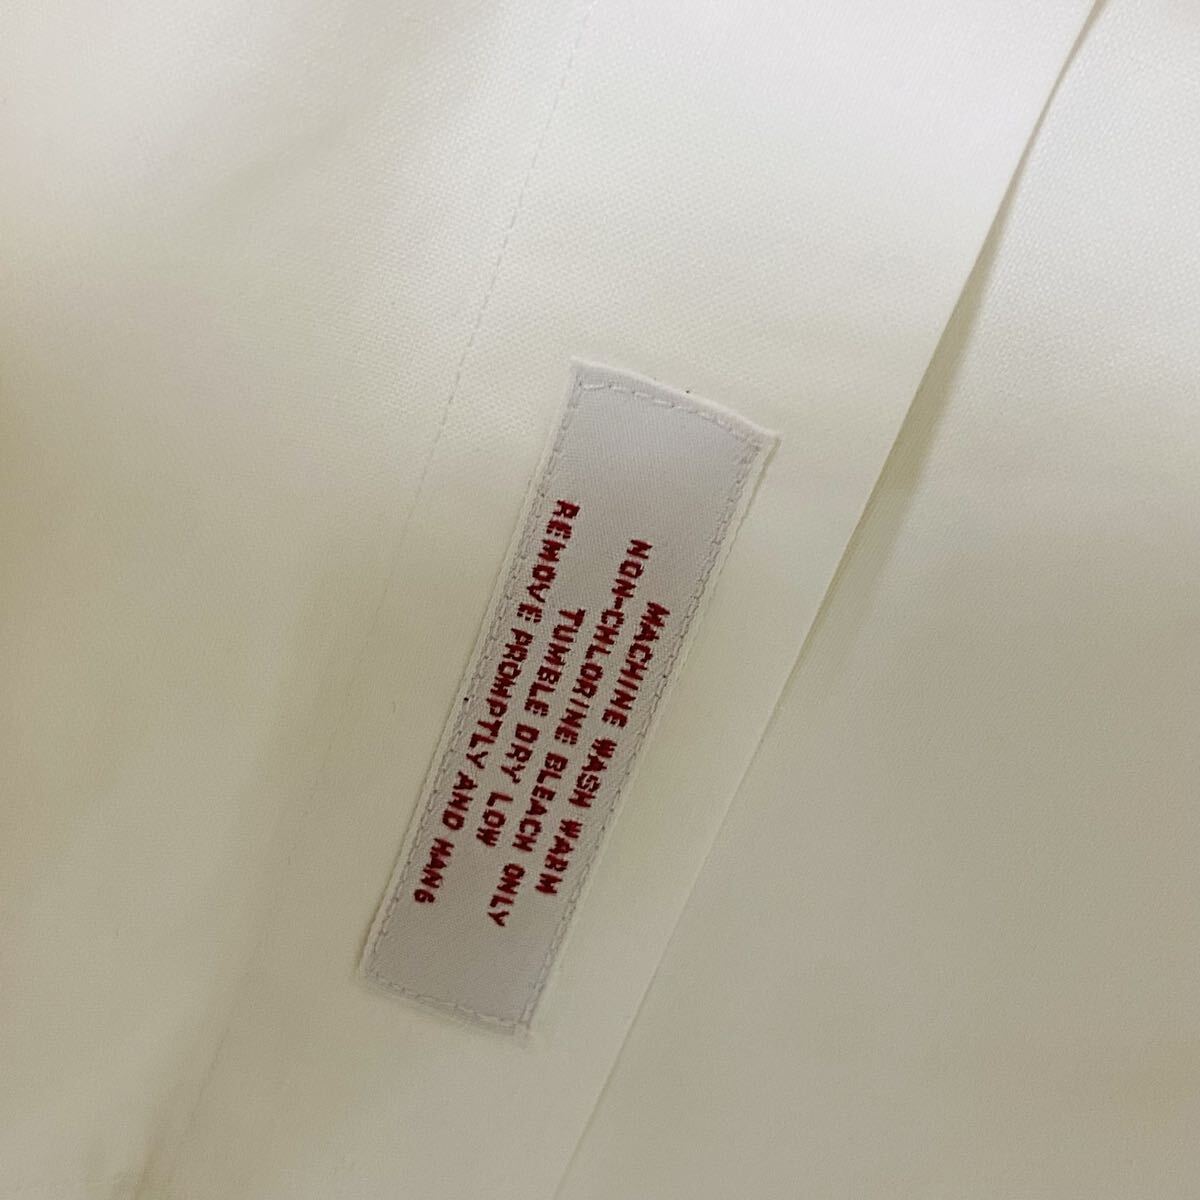 MACHINE WASH WARM
NON-CHLORINE BLEACH ONLY
TUMBLE DRY LOW
REMOVE PROMPTLY AND HANG